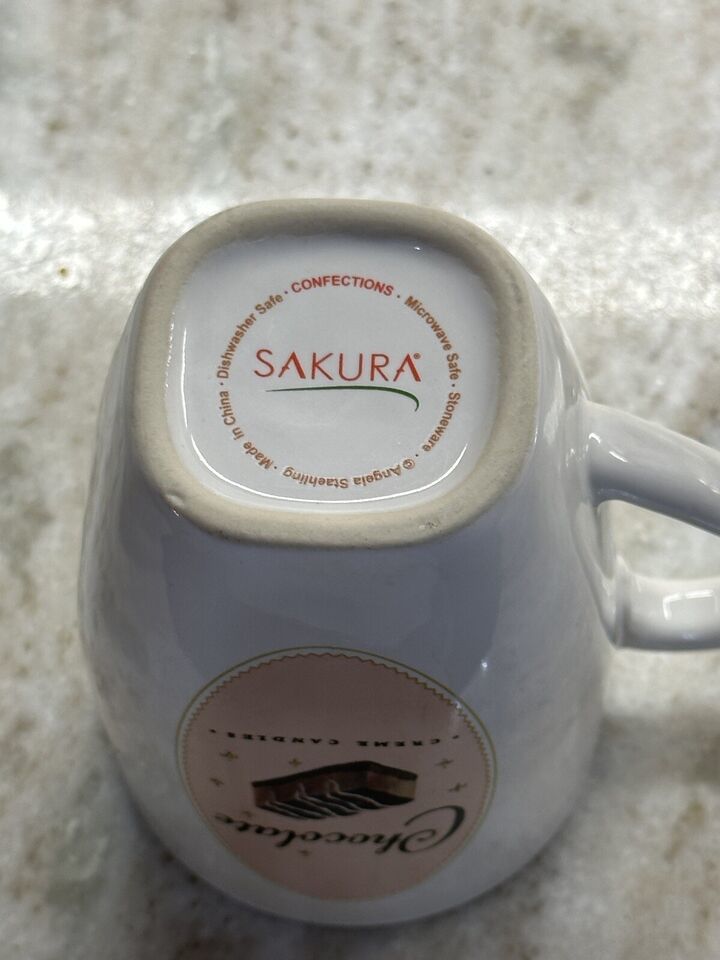 CONFECTIONS · Microwave Safe · Stoneware · © Angela Staehling · Made in China · Dishwasher Safe ·
SAKURA®
Chocolate
• CREME CANDIES •